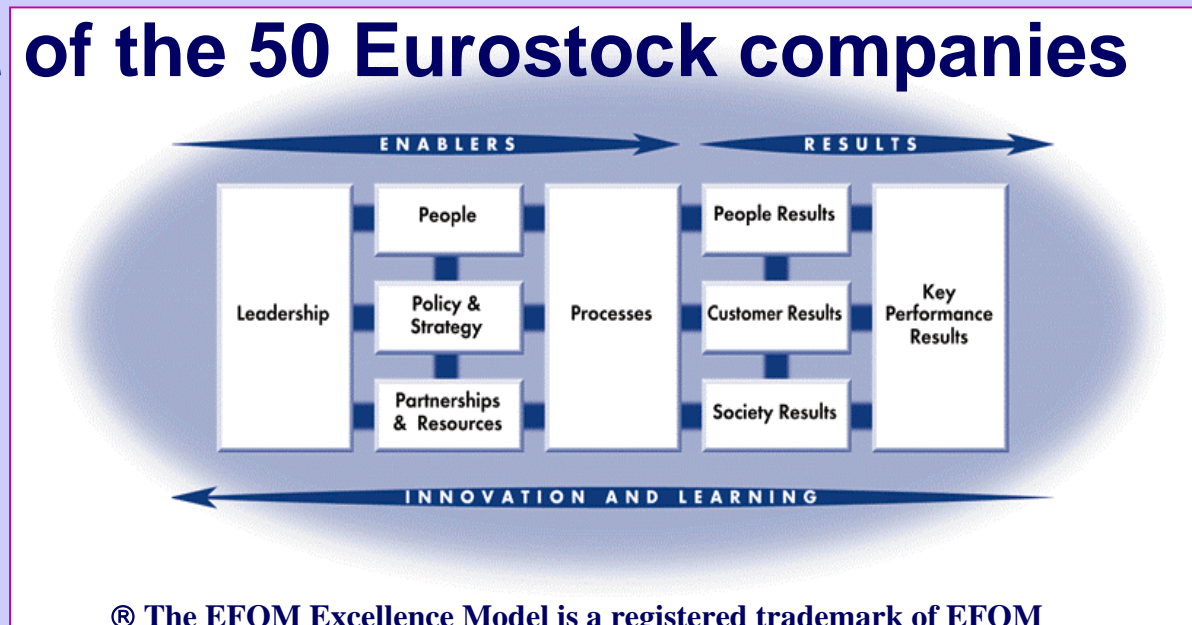 of the 50 Eurostock companies
ENABLERS
RESULTS
Leadership
People
Policy &
Strategy
Partnerships
& Resources
Processes
People Results
Customer Results
Society Results
Key
Performance
Results
INNOVATION AND LEARNING
® The EFQM Excellence Model is a registered trademark of EFQM